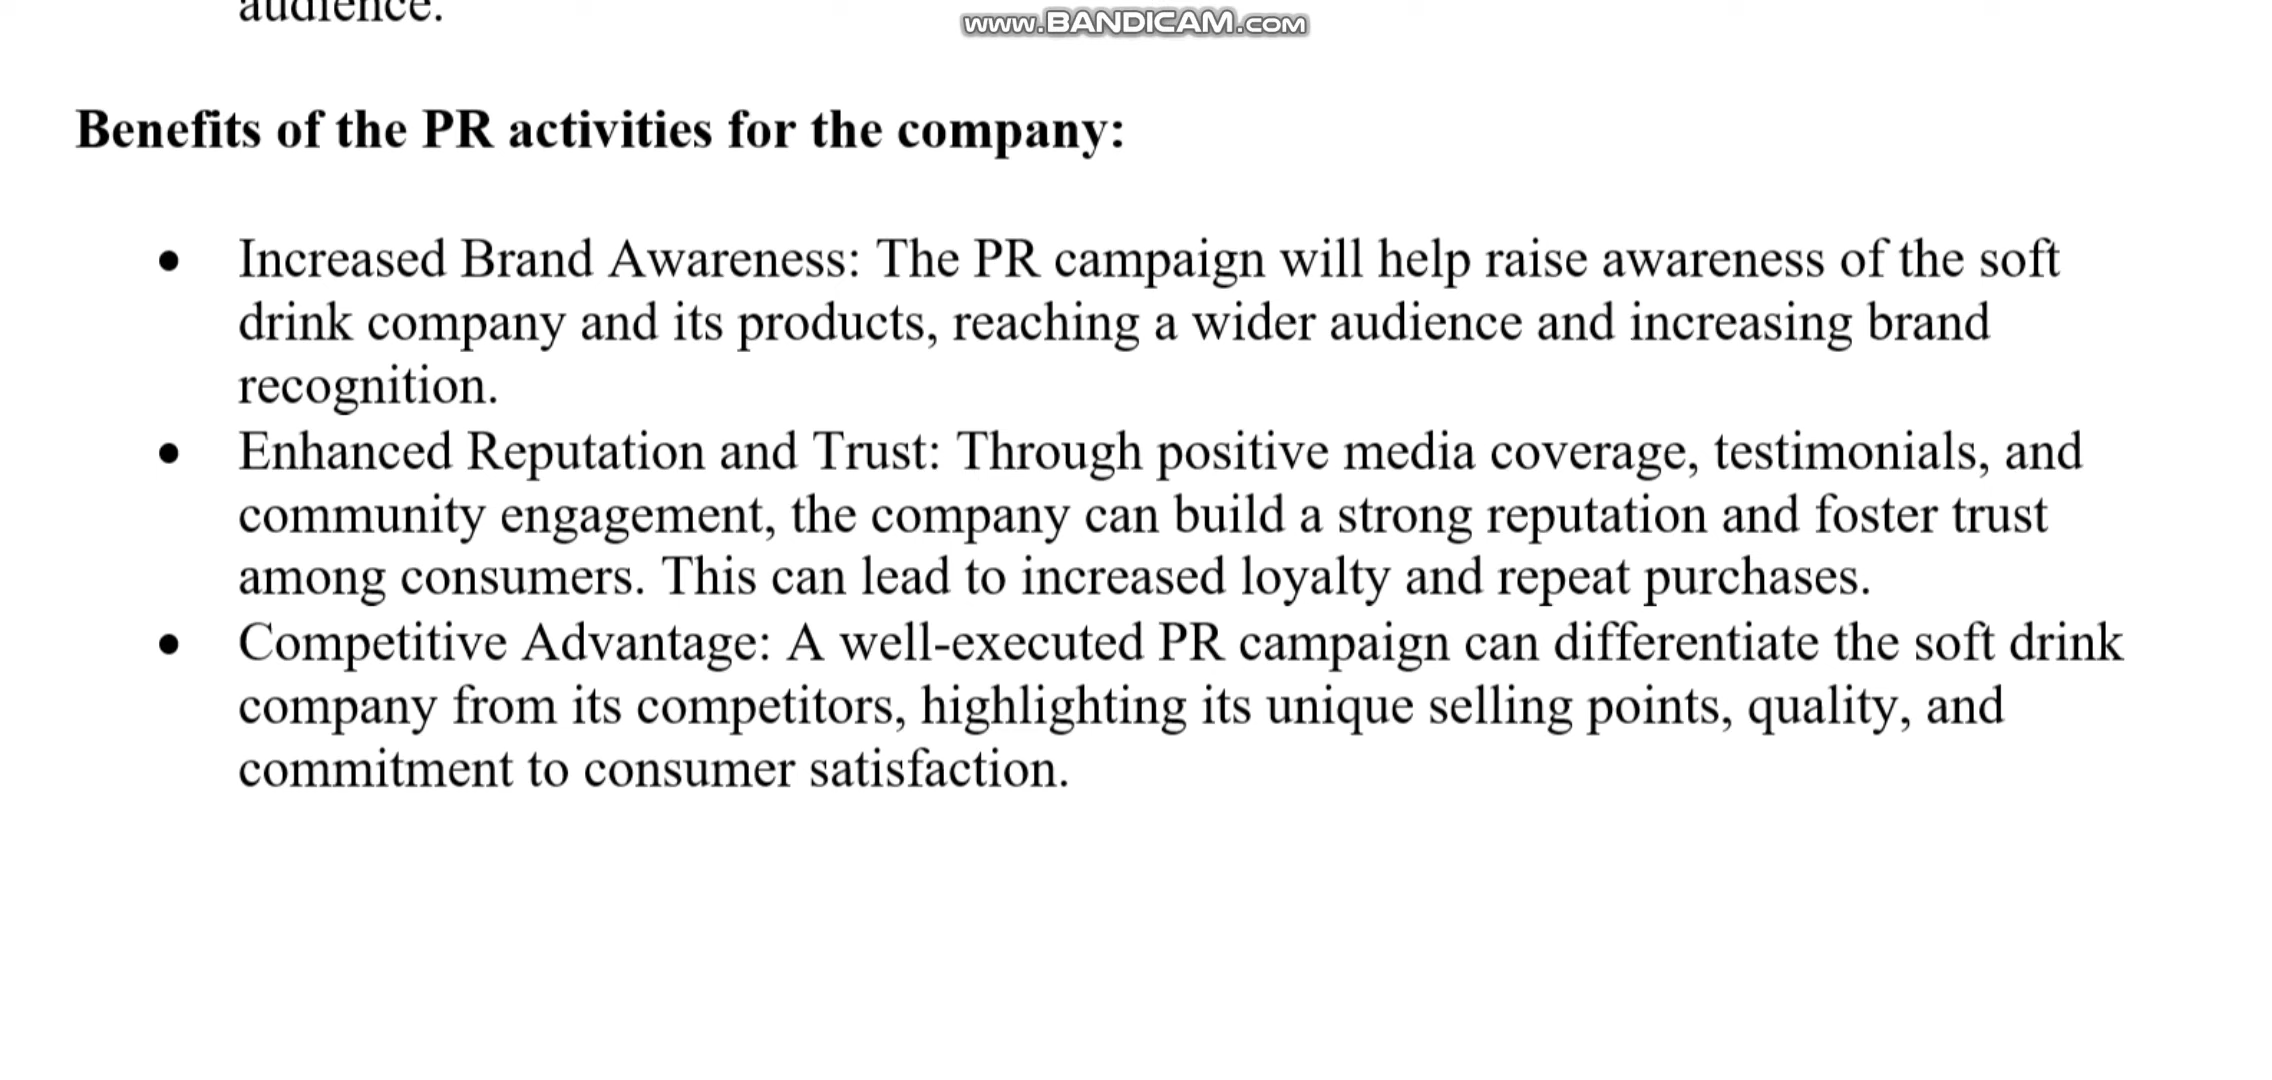 audience.
www.BANDICAM.com
Benefits of the PR activities for the company:
• Increased Brand Awareness: The PR campaign will help raise awareness of the soft
drink company and its products, reaching a wider audience and increasing brand
recognition.
• Enhanced Reputation and Trust: Through positive media coverage, testimonials, and
community engagement, the company can build a strong reputation and foster trust
among consumers. This can lead to increased loyalty and repeat purchases.
• Competitive Advantage: A well-executed PR campaign can differentiate the soft drink
company from its competitors, highlighting its unique selling points, quality, and
commitment to consumer satisfaction.